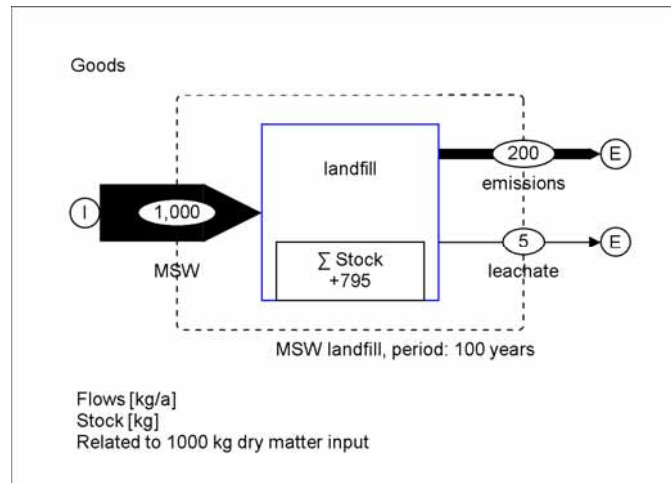 Goods
landfill
200
E
emissions
I
1,000
MSW
∑ Stock
+795
5
E
leachate
MSW landfill, period: 100 years
Flows [kg/a]
Stock [kg]
Related to 1000 kg dry matter input